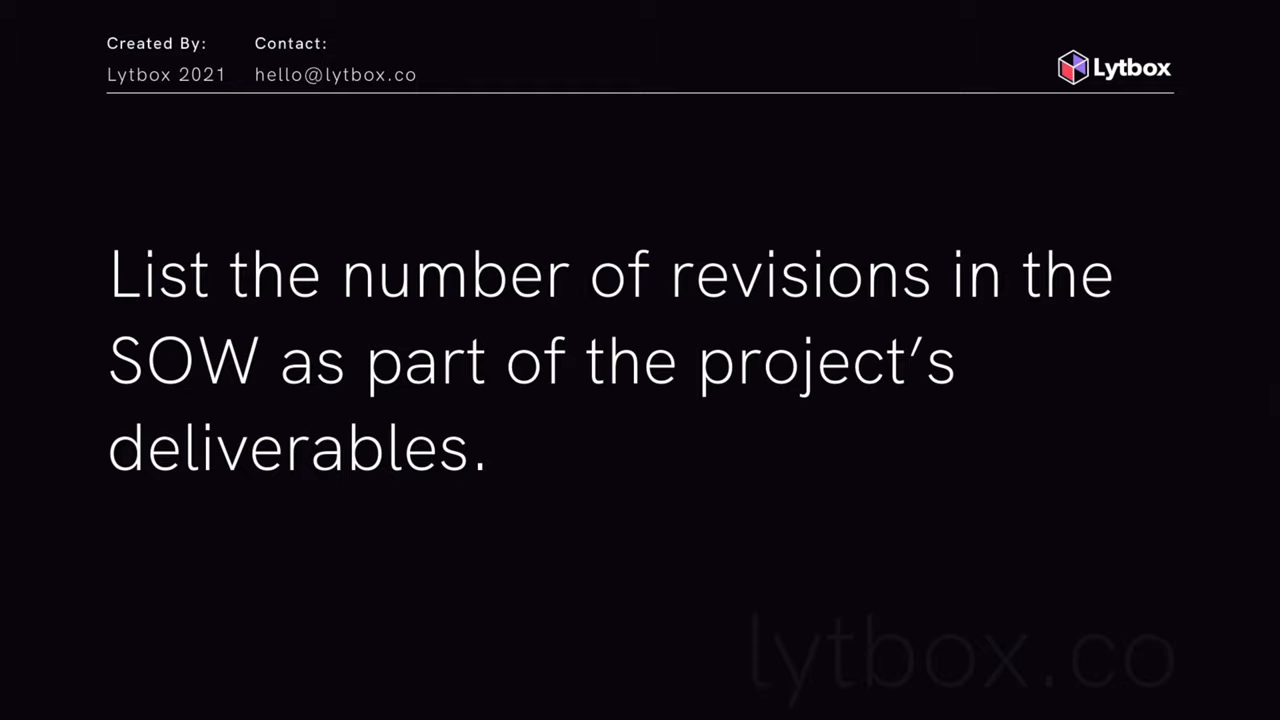 Created By: Contact:
Lytbox 2021 hello@lytbox.co
Lytbox
List the number of revisions in the
SOW as part of the project’s
deliverables.
lytbox.co